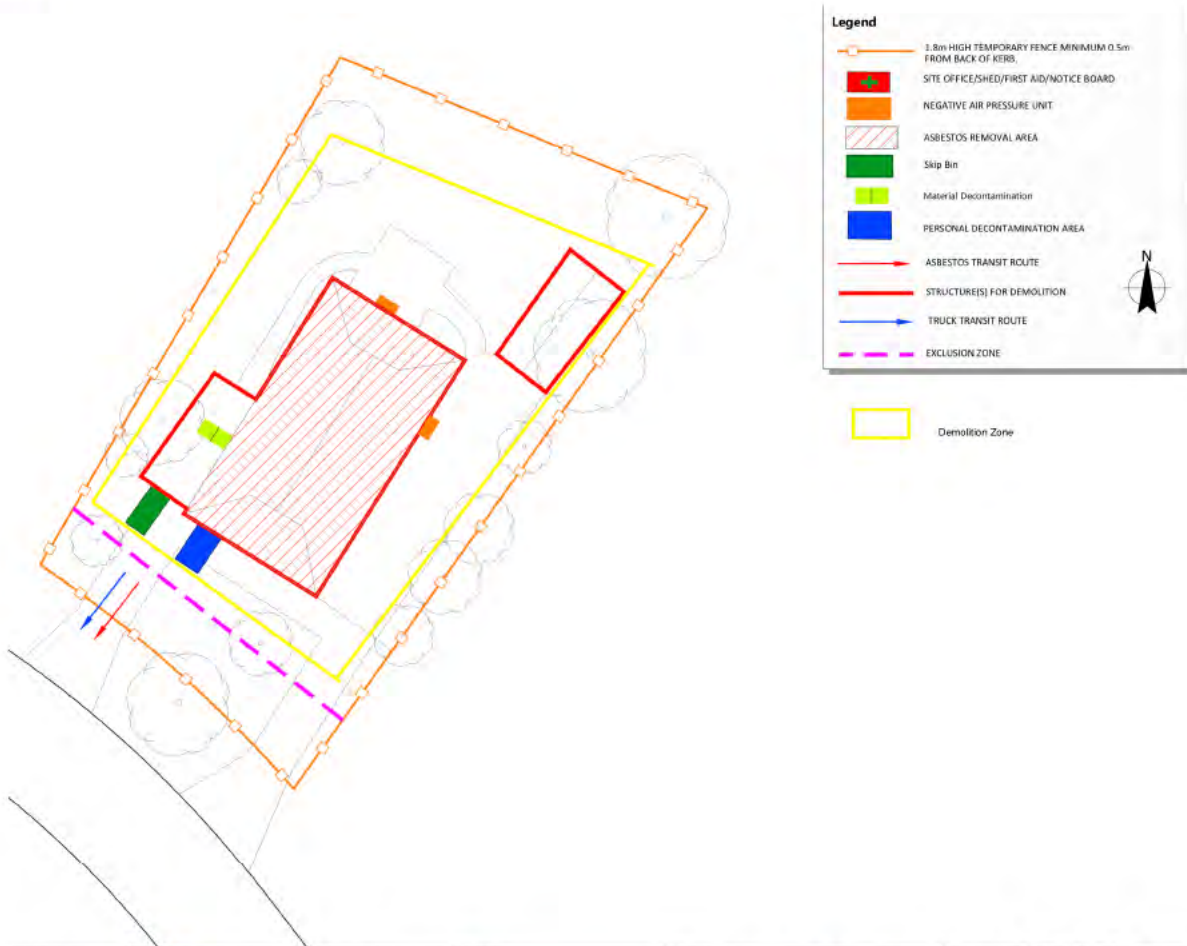 Legend
1.8m HIGH TEMPORARY FENCE MINIMUM 0.5m
FROM BACK OF KERB.
SITE OFFICE/SHED/FIRST AID/NOTICE BOARD
NEGATIVE AIR PRESSURE UNIT
ASBESTOS REMOVAL AREA
Skip Bin
Material Decontamination
PERSONAL DECONTAMINATION AREA
N
ASBESTOS TRANSIT ROUTE
STRUCTURE(S) FOR DEMOLITION
TRUCK TRANSIT ROUTE
EXCLUSION ZONE
Demolition Zone